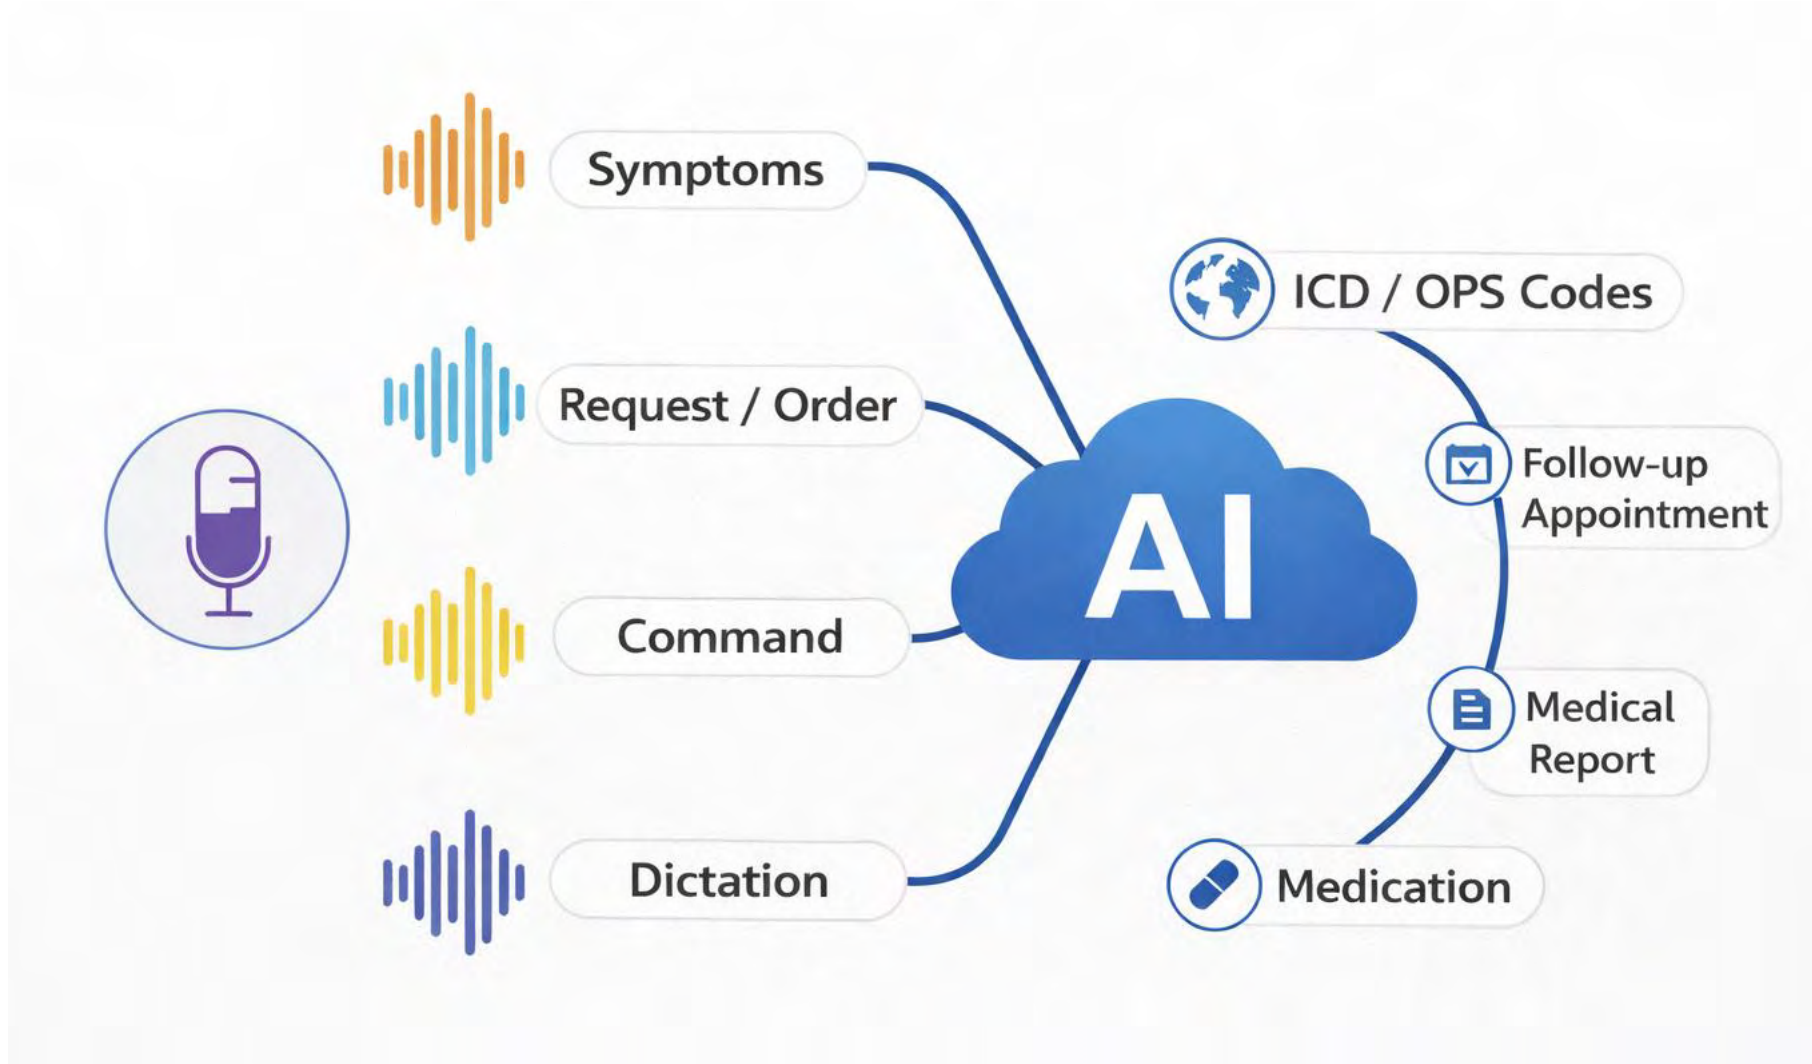 Symptoms
Request / Order
Command
Dictation
AI
ICD / OPS Codes
Follow-up
Appointment
Medical
Report
Medication